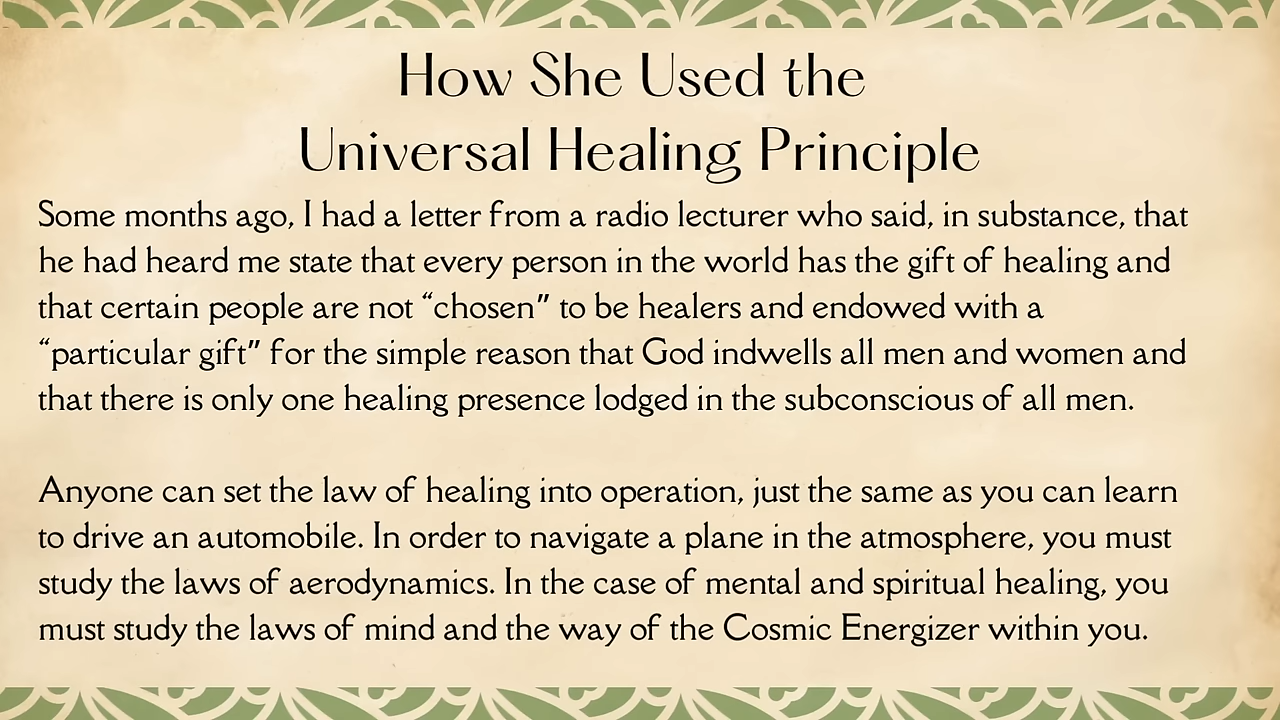 How She Used the
Universal Healing Principle
Some months ago, I had a letter from a radio lecturer who said, in substance, that
he had heard me state that every person in the world has the gift of healing and
that certain people are not “chosen” to be healers and endowed with a
“particular gift” for the simple reason that God indwells all men and women and
that there is only one healing presence lodged in the subconscious of all men.
Anyone can set the law of healing into operation, just the same as you can learn
to drive an automobile. In order to navigate a plane in the atmosphere, you must
study the laws of aerodynamics. In the case of mental and spiritual healing, you
must study the laws of mind and the way of the Cosmic Energizer within you.